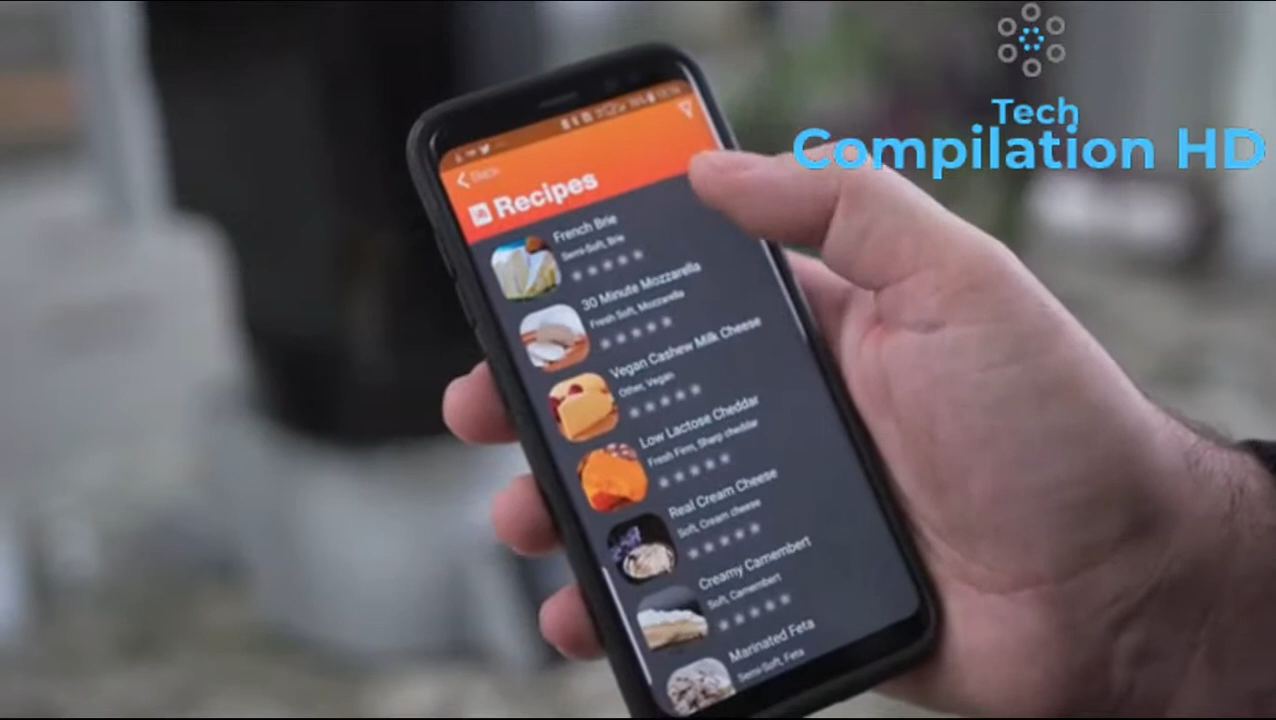 Tech
Compilation HD
Back
Recipes
French Brie
Semi-Soft, Brie
30 Minute Mozzarella
Fresh Soft, Mozzarella
Vegan Cashew Milk Cheese
Other, Vegan
Low Lactose Cheddar
Fresh Firm, Sharp cheddar
Real Cream Cheese
Soft, Cream cheese
Creamy Camembert
Soft, Camembert
Marinated Feta
Semi-Soft, Feta